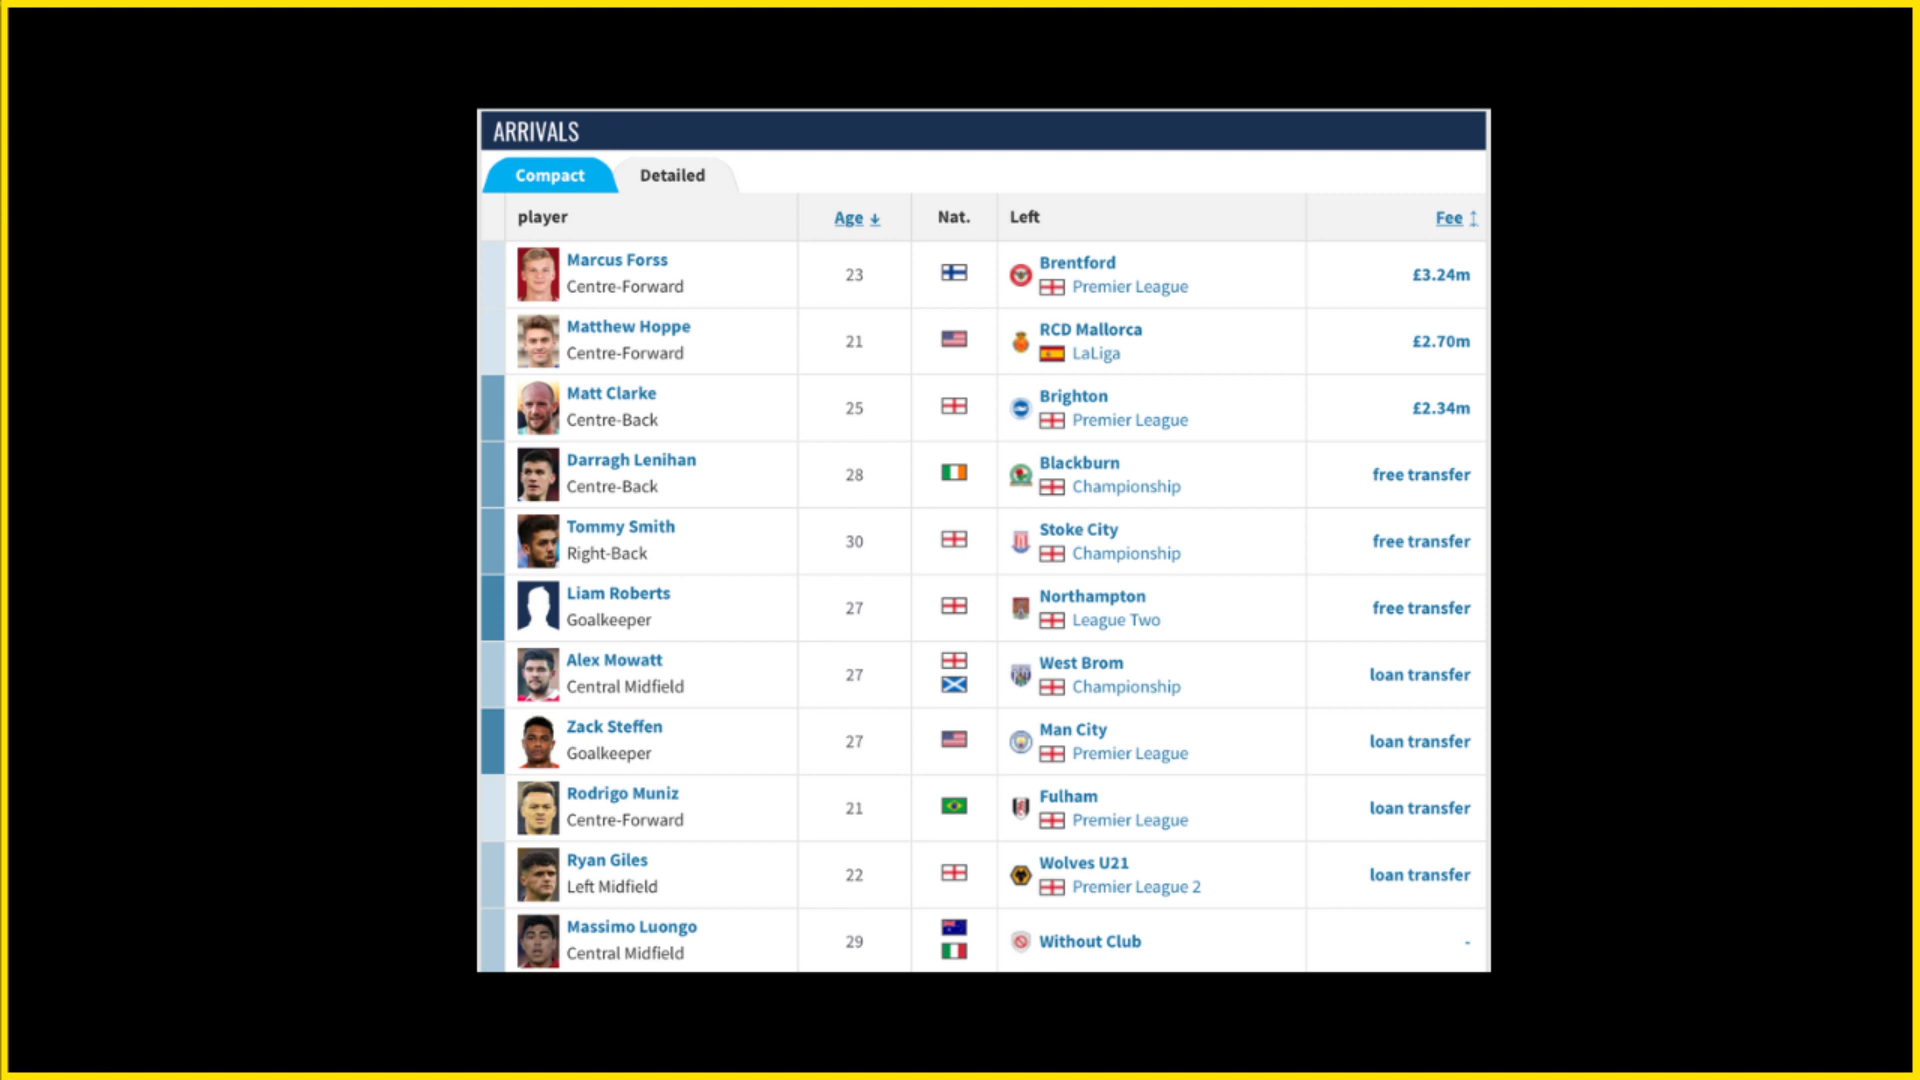 ARRIVALS
Compact Detailed
player Age ↓ Nat. Left Fee ↕
Marcus Forss
Centre-Forward
23
Brentford
Premier League
£3.24m
Matthew Hoppe
Centre-Forward
21
RCD Mallorca
LaLiga
£2.70m
Matt Clarke
Centre-Back
25
Brighton
Premier League
£2.34m
Darragh Lenihan
Centre-Back
28
Blackburn
Championship
free transfer
Tommy Smith
Right-Back
30
Stoke City
Championship
free transfer
Liam Roberts
Goalkeeper
27
Northampton
League Two
free transfer
Alex Mowatt
Central Midfield
27
West Brom
Championship
loan transfer
Zack Steffen
Goalkeeper
27
Man City
Premier League
loan transfer
Rodrigo Muniz
Centre-Forward
21
Fulham
Premier League
loan transfer
Ryan Giles
Left Midfield
22
Wolves U21
Premier League 2
loan transfer
Massimo Luongo
Central Midfield
29
Without Club
-